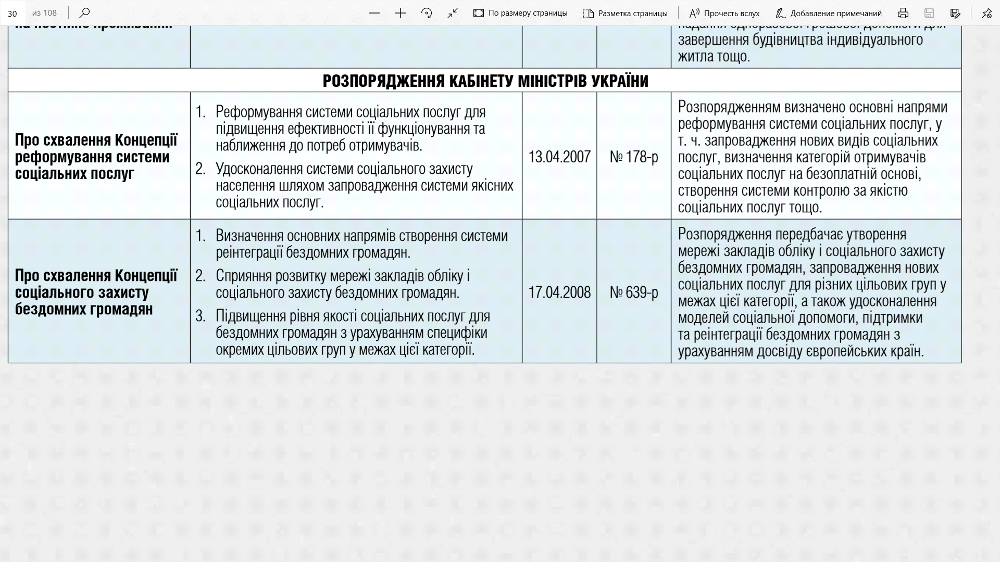 30 из 108 По размеру страницы Разметка страницы Прочесть вслух Добавление примечаний
на постійне проживання
надання одноразової грошової допомоги для
завершення будівництва індивідуального
житла тощо.
РОЗПОРЯДЖЕННЯ КАБІНЕТУ МІНІСТРІВ УКРАЇНИ
Про схвалення Концепції
реформування системи
соціальних послуг
1. Реформування системи соціальних послуг для
підвищення ефективності її функціонування та
наближення до потреб отримувачів.
2. Удосконалення системи соціального захисту
населення шляхом запровадження системи якісних
соціальних послуг.
13.04.2007
№ 178-р
Розпорядженням визначено основні напрями
реформування системи соціальних послуг, у
т. ч. запровадження нових видів соціальних
послуг, визначення категорій отримувачів
соціальних послуг на безоплатній основі,
створення системи контролю за якістю
соціальних послуг тощо.
Про схвалення Концепції
соціального захисту
бездомних громадян
1. Визначення основних напрямів створення системи
реінтеграції бездомних громадян.
2. Сприяння розвитку мережі закладів обліку і
соціального захисту бездомних громадян.
3. Підвищення рівня якості соціальних послуг для
бездомних громадян з урахуванням специфіки
окремих цільових груп у межах цієї категорії.
17.04.2008
№ 639-р
Розпорядження передбачає утворення
мережі закладів обліку і соціального захисту
бездомних громадян, запровадження нових
соціальних послуг для різних цільових груп у
межах цієї категорії, а також удосконалення
моделей соціальної допомоги, підтримки
та реінтеграції бездомних громадян з
урахуванням досвіду європейських країн.